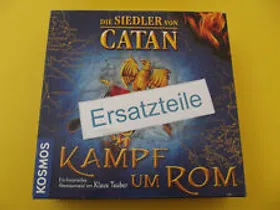 DIE SIEDLER VON
CATAN
Ersatzteile
KAMPF
UM ROM
KOSMOS
Ein historisches
Abenteuerspiel von Klaus Teuber